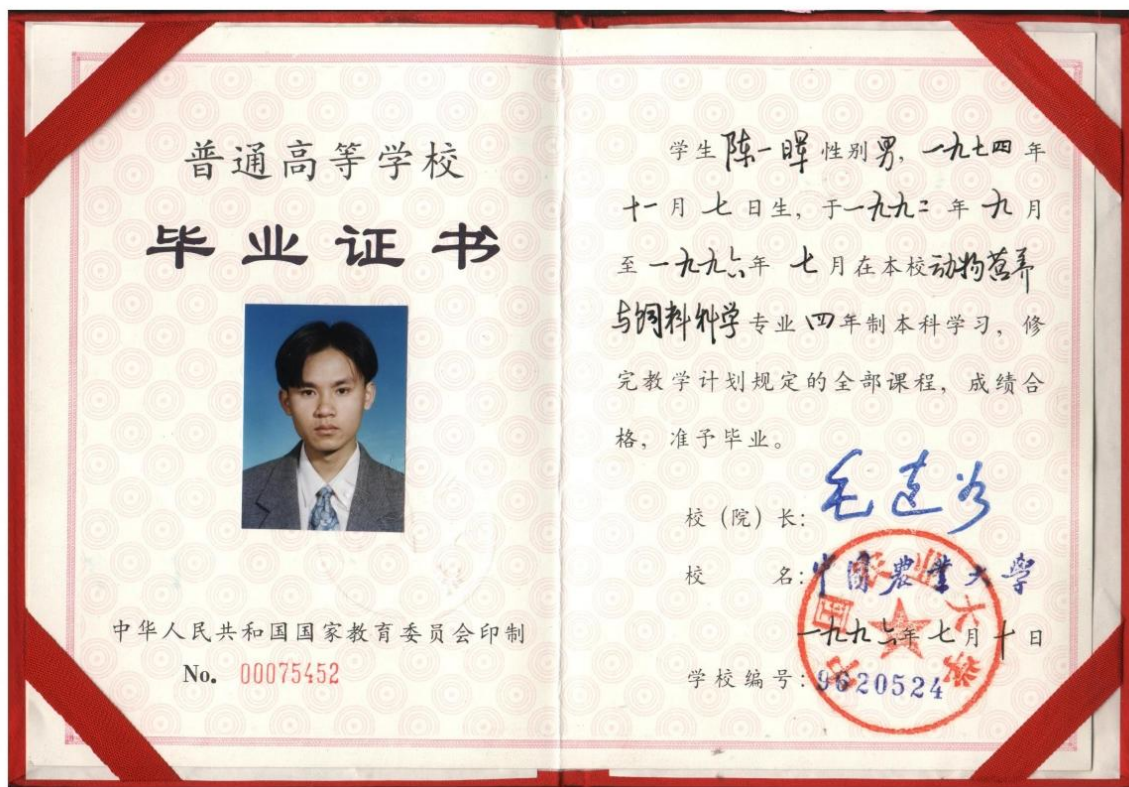 普通高等学校
毕业证书
中华人民共和国国家教育委员会印制
No. 00075452
学生陈一晖性别男，一九七四年
十一月七日生，于一九九二年九月
至一九九六年七月在本校动物营养
与饲料科学专业四年制本科学习，修
完教学计划规定的全部课程，成绩合
格，准予毕业。
校（院）长：毛达如
校 名：中国农业大学
一九九六年七月十日
学校编号：9620524
中国农业大学